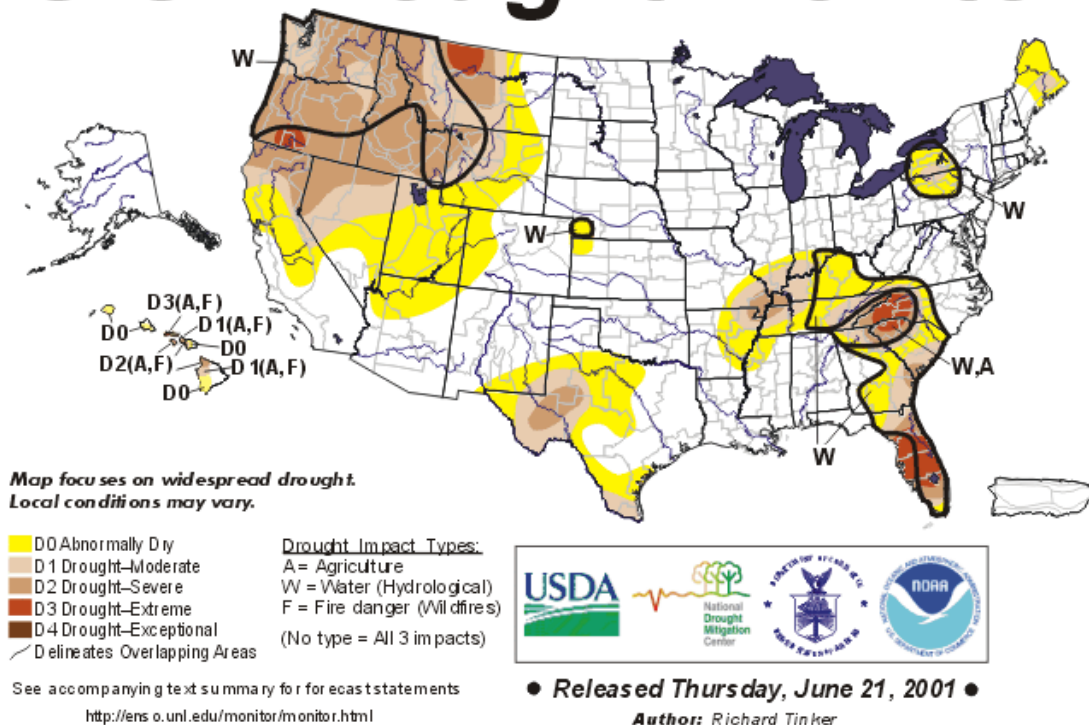 W
W
W
W,A
W
W
D3(A,F)
D1(A,F)
D0
D0
D2(A,F)
D1(A,F)
D0
Map focuses on widespread drought.
Local conditions may vary.
D0 Abnormally Dry
D1 Drought–Moderate
D2 Drought–Severe
D3 Drought–Extreme
D4 Drought–Exceptional
Delineates Overlapping Areas
Drought Impact Types:
A = Agriculture
W = Water (Hydrological)
F = Fire danger (Wildfires)
(No type = All 3 impacts)
USDA
National
Drought
Mitigation
Center
NOAA
See accompanying text summary for forecast statements
http://enso.unl.edu/monitor/monitor.html
● Released Thursday, June 21, 2001 ●
Author: Richard Tinker